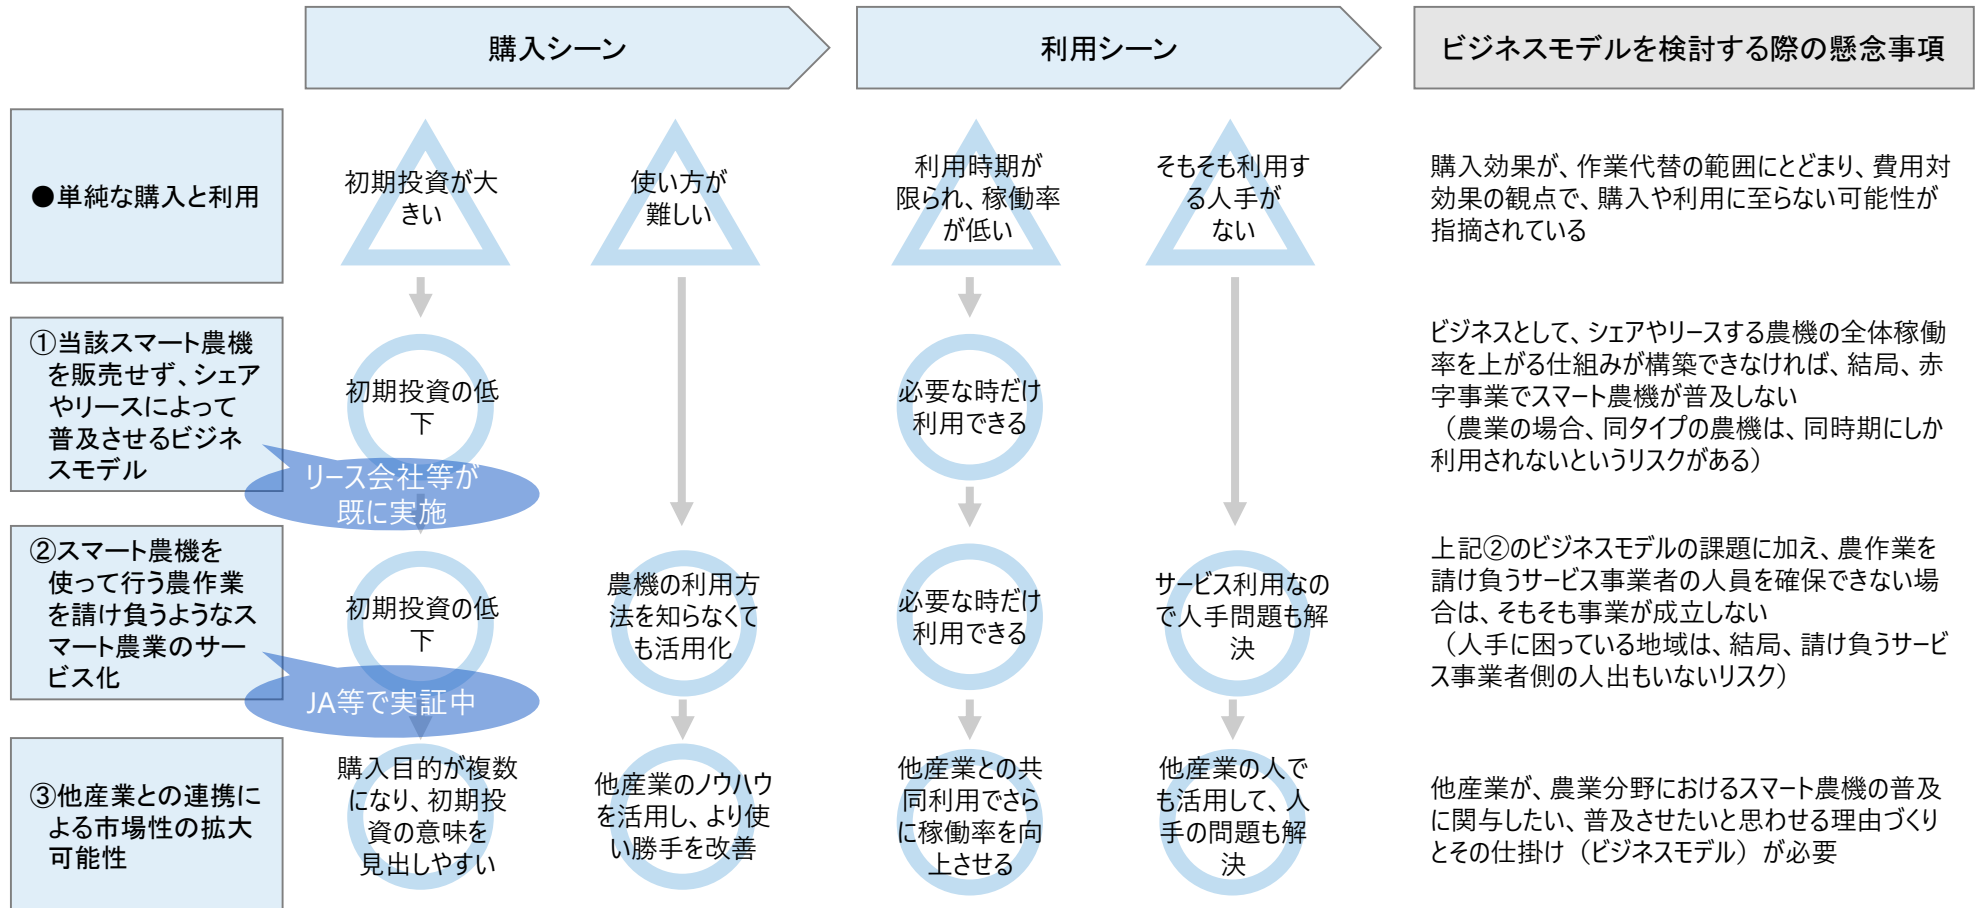 購入シーン
利用シーン
ビジネスモデルを検討する際の懸念事項
●単純な購入と利用
初期投資が大
きい
使い方が
難しい
利用時期が
限られ、稼働率
が低い
そもそも利用す
る人手が
ない
購入効果が、作業代替の範囲にとどまり、費用対
効果の観点で、購入や利用に至らない可能性が
指摘されている
①当該スマート農機
を販売せず、シェア
やリースによって
普及させるビジネ
スモデル
初期投資の低
下
リース会社等が
既に実施
必要な時だけ
利用できる
ビジネスとして、シェアやリースする農機の全体稼働
率を上がる仕組みが構築できなければ、結局、赤
字事業でスマート農機が普及しない
（農業の場合、同タイプの農機は、同時期にしか
利用されないというリスクがある）
②スマート農機を
使って行う農作業
を請け負うようなス
マート農業のサー
ビス化
初期投資の低
下
JA等で実証中
農機の利用方
法を知らなくて
も活用化
必要な時だけ
利用できる
サービス利用なの
で人手問題も解
決
上記②のビジネスモデルの課題に加え、農作業を
請け負うサービス事業者の人員を確保できない場
合は、そもそも事業が成立しない
（人手に困っている地域は、結局、請け負うサービ
ス事業者側の人出もいないリスク）
③他産業との連携に
よる市場性の拡大
可能性
購入目的が複数
になり、初期投
資の意味を
見出しやすい
他産業のノウハウ
を活用し、より使
い勝手を改善
他産業との共
同利用でさら
に稼働率を向
上させる
他産業の人で
も活用して、人
手の問題も解
決
他産業が、農業分野におけるスマート農機の普及
に関与したい、普及させたいと思わせる理由づくり
とその仕掛け（ビジネスモデル）が必要